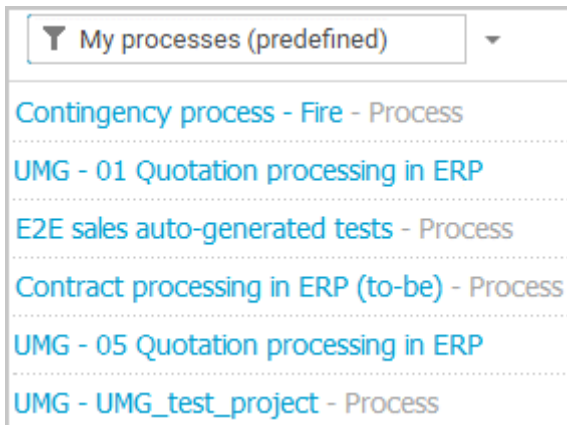 My processes (predefined)
Contingency process - Fire - Process
UMG - 01 Quotation processing in ERP
E2E sales auto-generated tests - Process
Contract processing in ERP (to-be) - Process
UMG - 05 Quotation processing in ERP
UMG - UMG_test_project - Process